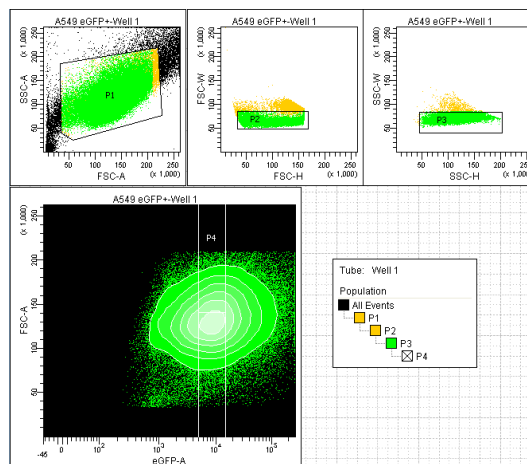 A549 eGFP+-Well 1
SSC-A
(x 1,000)
50 100 150 200 250
P1
50 100 150 200 250
FSC-A
(x 1,000)
A549 eGFP+-Well 1
FSC-W
(x 1,000)
50 100 150 200 250
P2
50 100 150 200 250
FSC-H
(x 1,000)
A549 eGFP+-Well 1
SSC-W
(x 1,000)
50 100 150 200 250
P3
50 100 150 200 250
SSC-H
(x 1,000)
A549 eGFP+-Well 1
FSC-A
(x 1,000)
50 100 150 200 250
P4
-46 0 10² 10³ 10⁴ 10⁵
eGFP-A
Tube: Well 1
Population
All Events
P1
P2
P3
P4